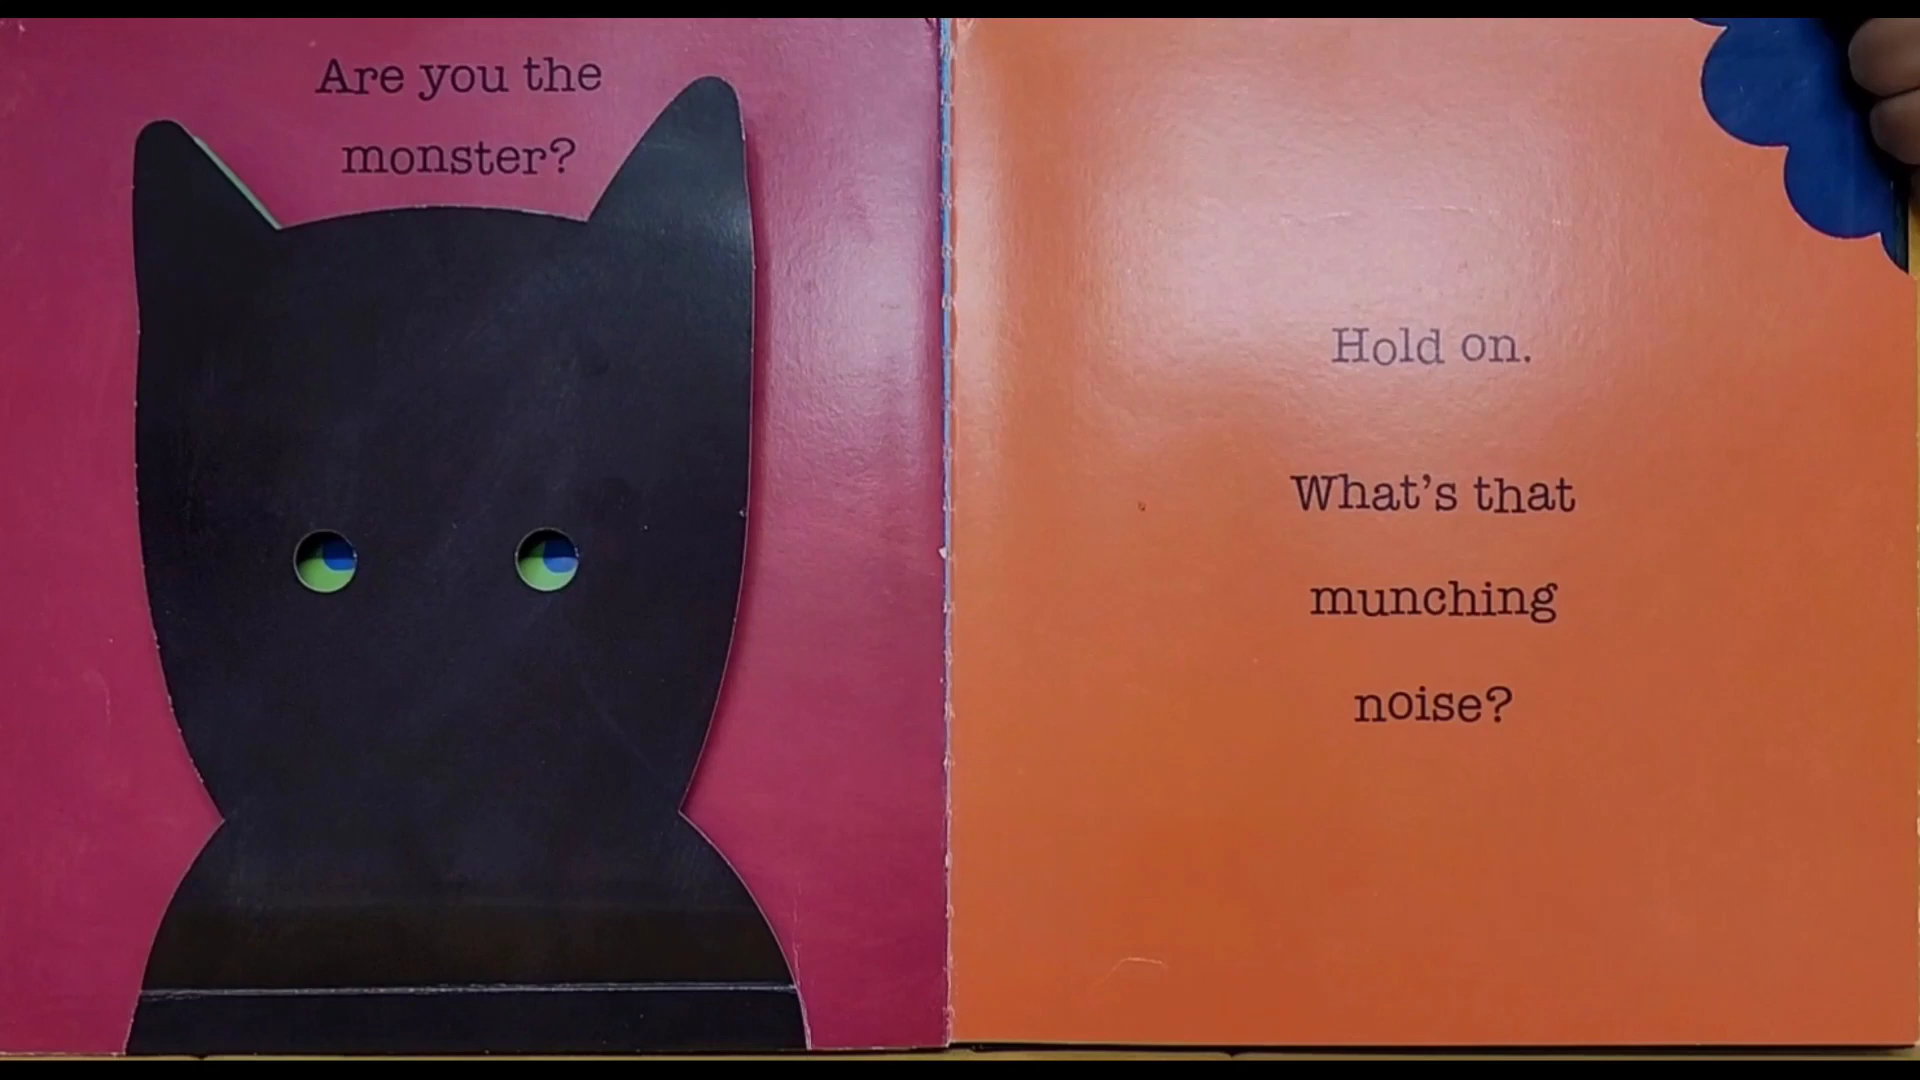 Are you the
monster?
Hold on.
What's that
munching
noise?